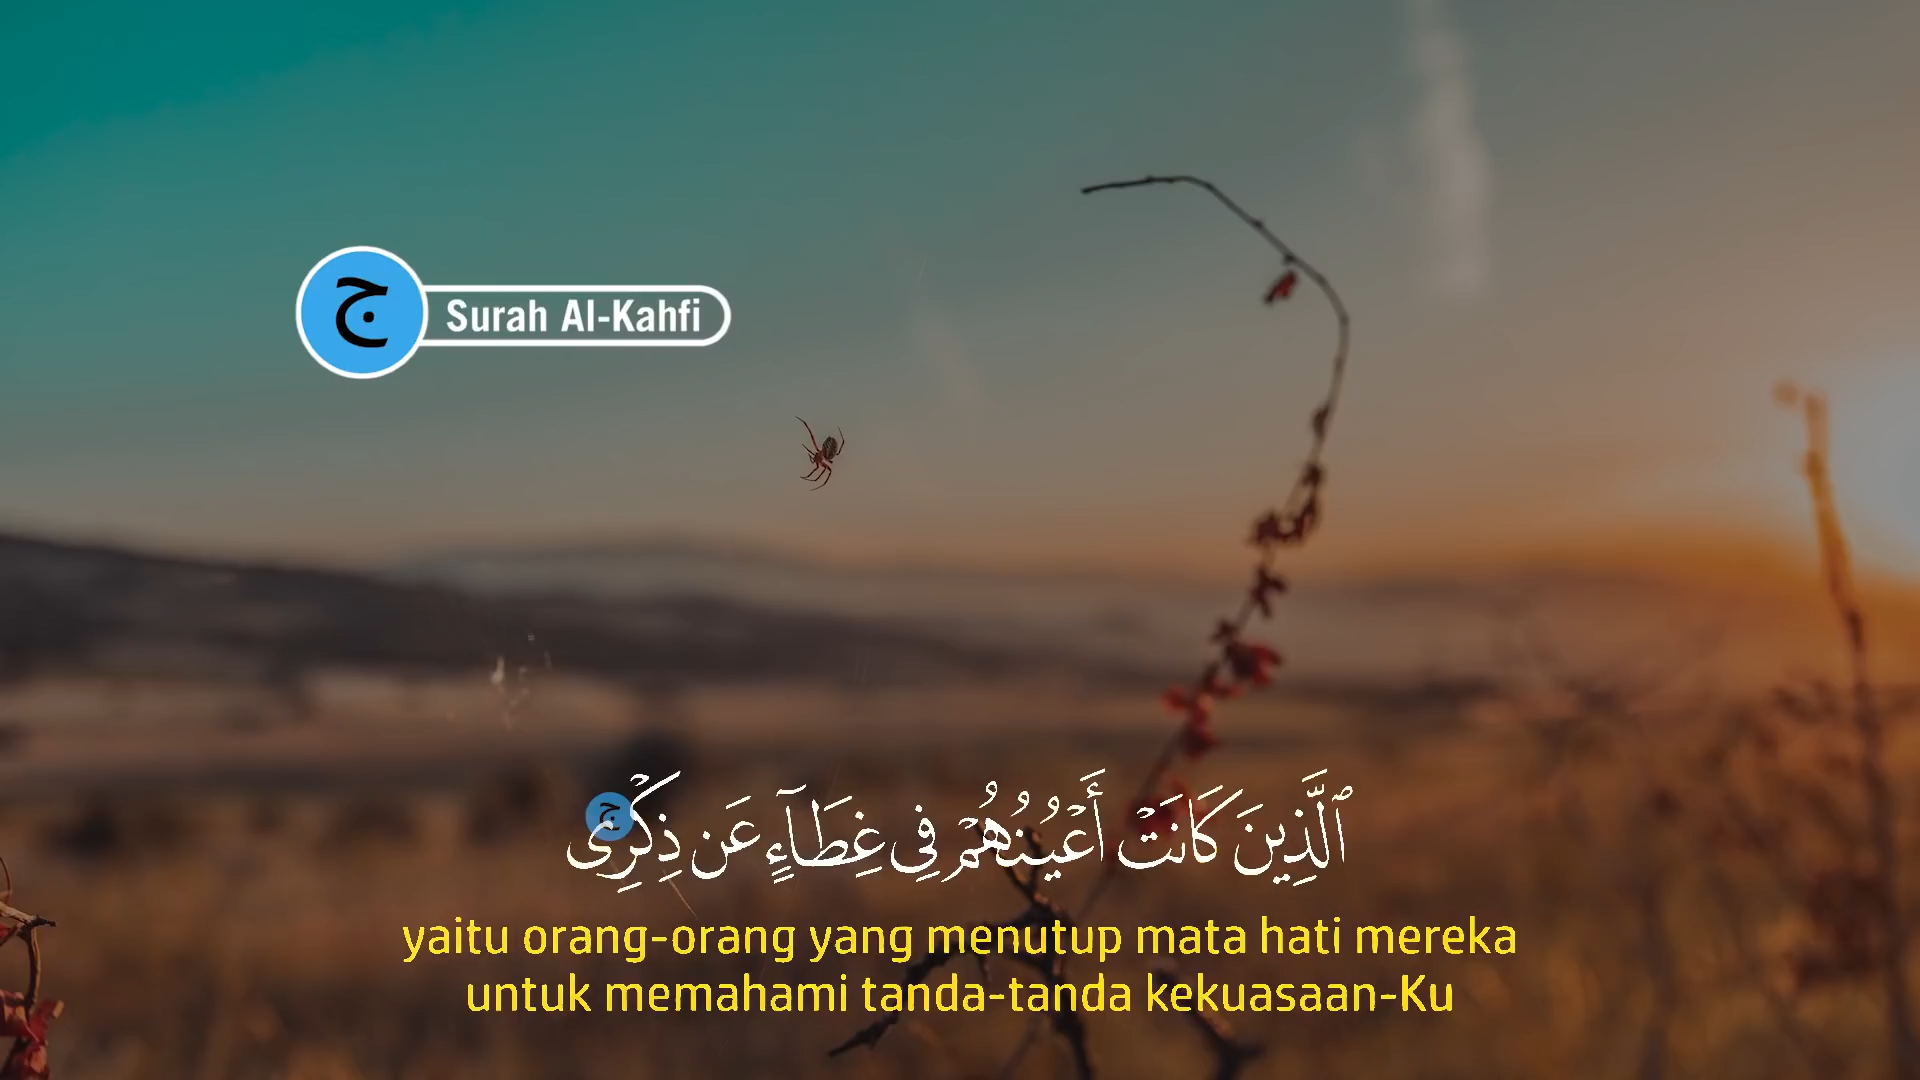 ج
Surah Al-Kahfi
ٱلَّذِينَ كَانَتْ أَعْيُنُهُمْ فِى غِطَآءٍ عَن ذِكْرِى
ج
yaitu orang-orang yang menutup mata hati mereka
untuk memahami tanda-tanda kekuasaan-Ku